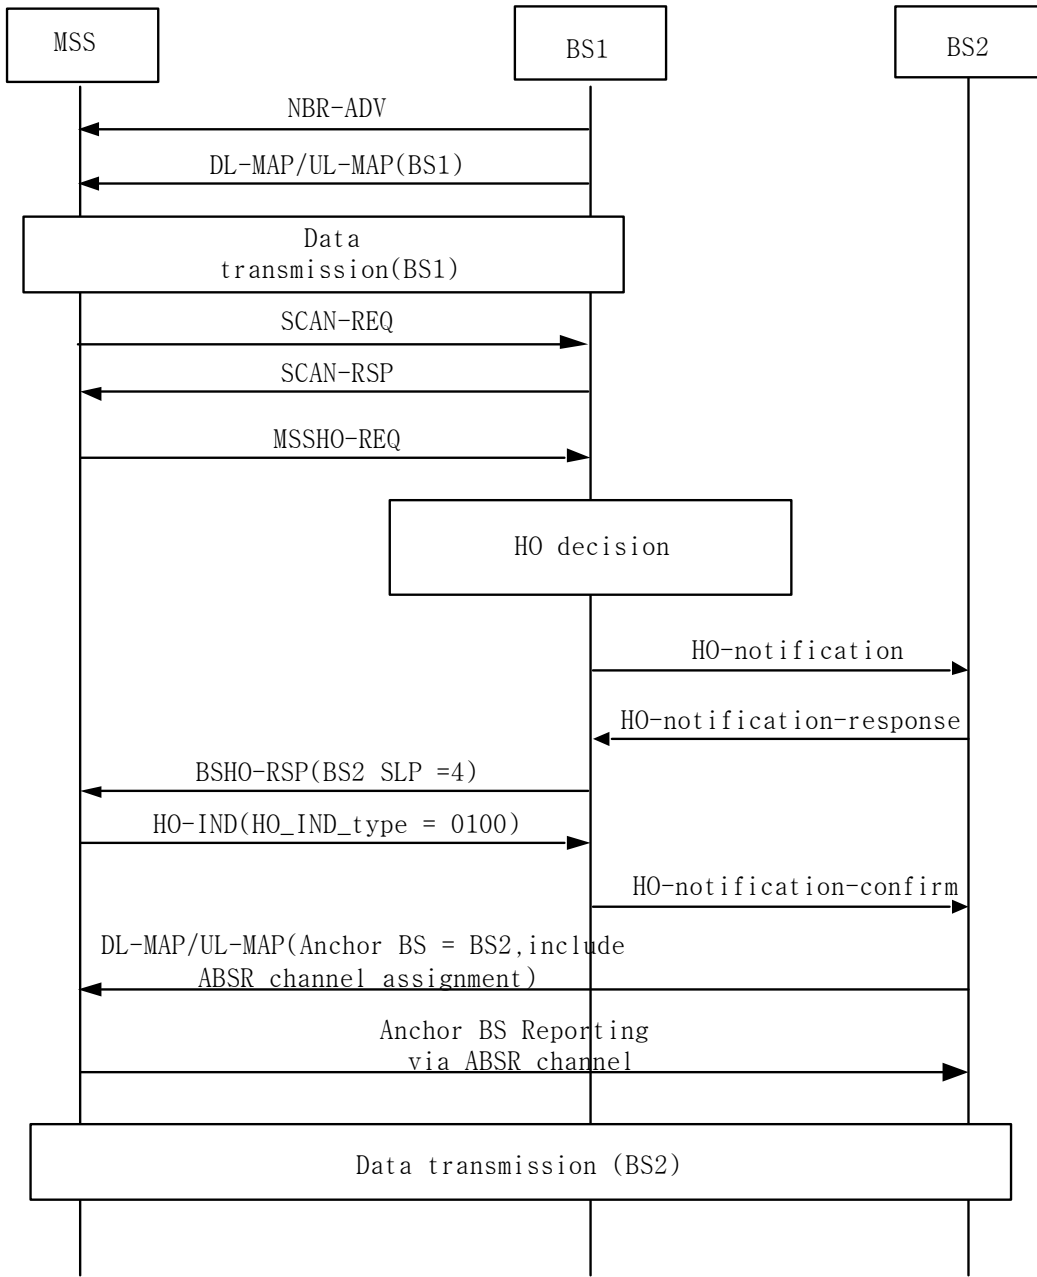 MSS
BS1
BS2
NBR-ADV
DL-MAP/UL-MAP(BS1)
Data
transmission(BS1)
SCAN-REQ
SCAN-RSP
MSSHO-REQ
HO decision
HO-notification
HO-notification-response
BSHO-RSP(BS2 SLP =4)
HO-IND(HO_IND_type = 0100)
HO-notification-confirm
DL-MAP/UL-MAP(Anchor BS = BS2,include
ABSR channel assignment)
Anchor BS Reporting
via ABSR channel
Data transmission (BS2)